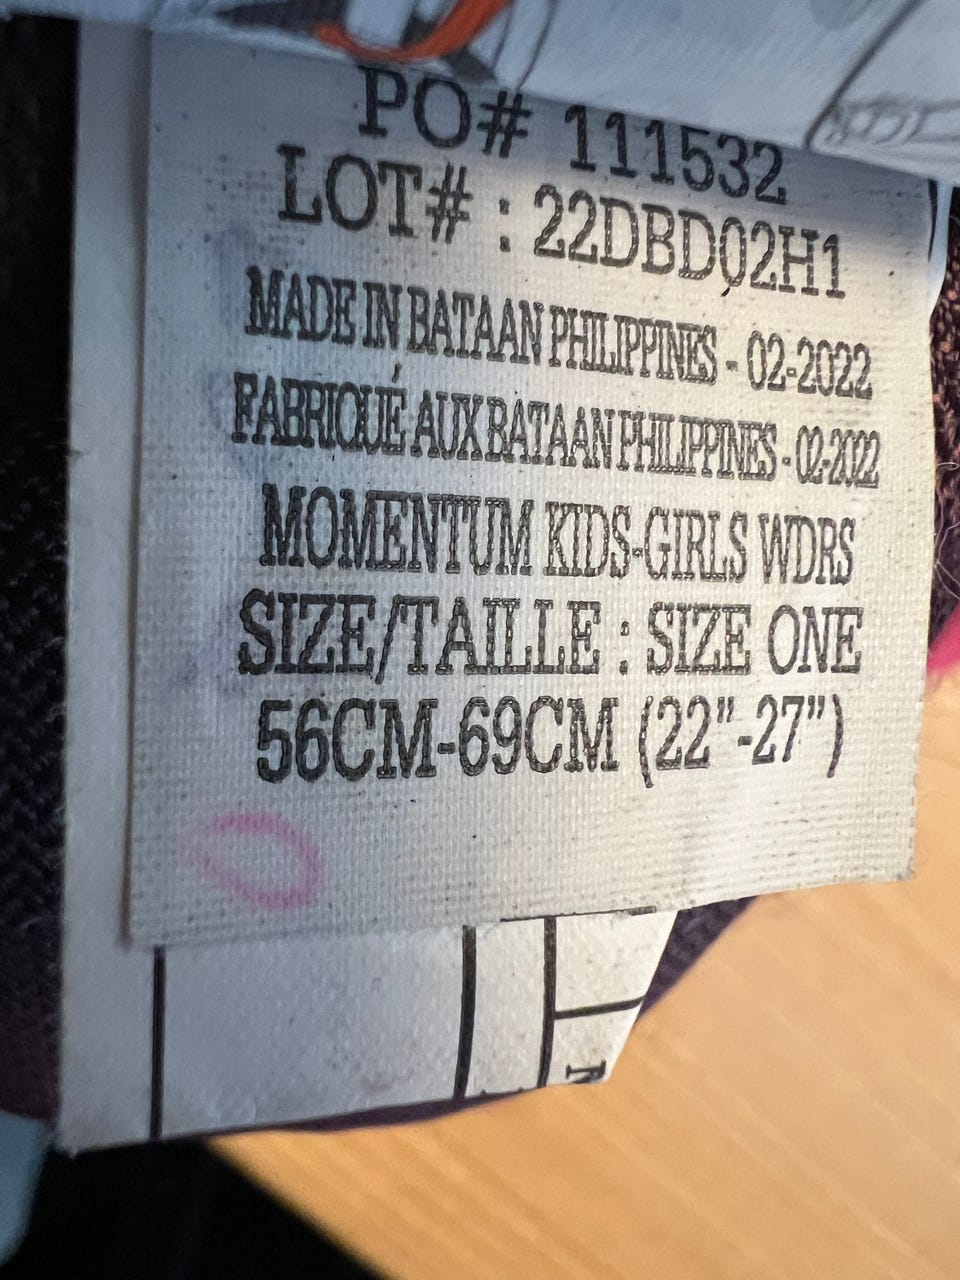 PO# 111532
LOT# : 22DBD02H1
MADE IN BATAAN PHILIPPINES - 02-2022
FABRIQUÉ AUX BATAAN PHILIPPINES - 02-2022
MOMENTUM KIDS-GIRLS WDRS
SIZE/TAILLE : SIZE ONE
56CM-69CM (22"-27")